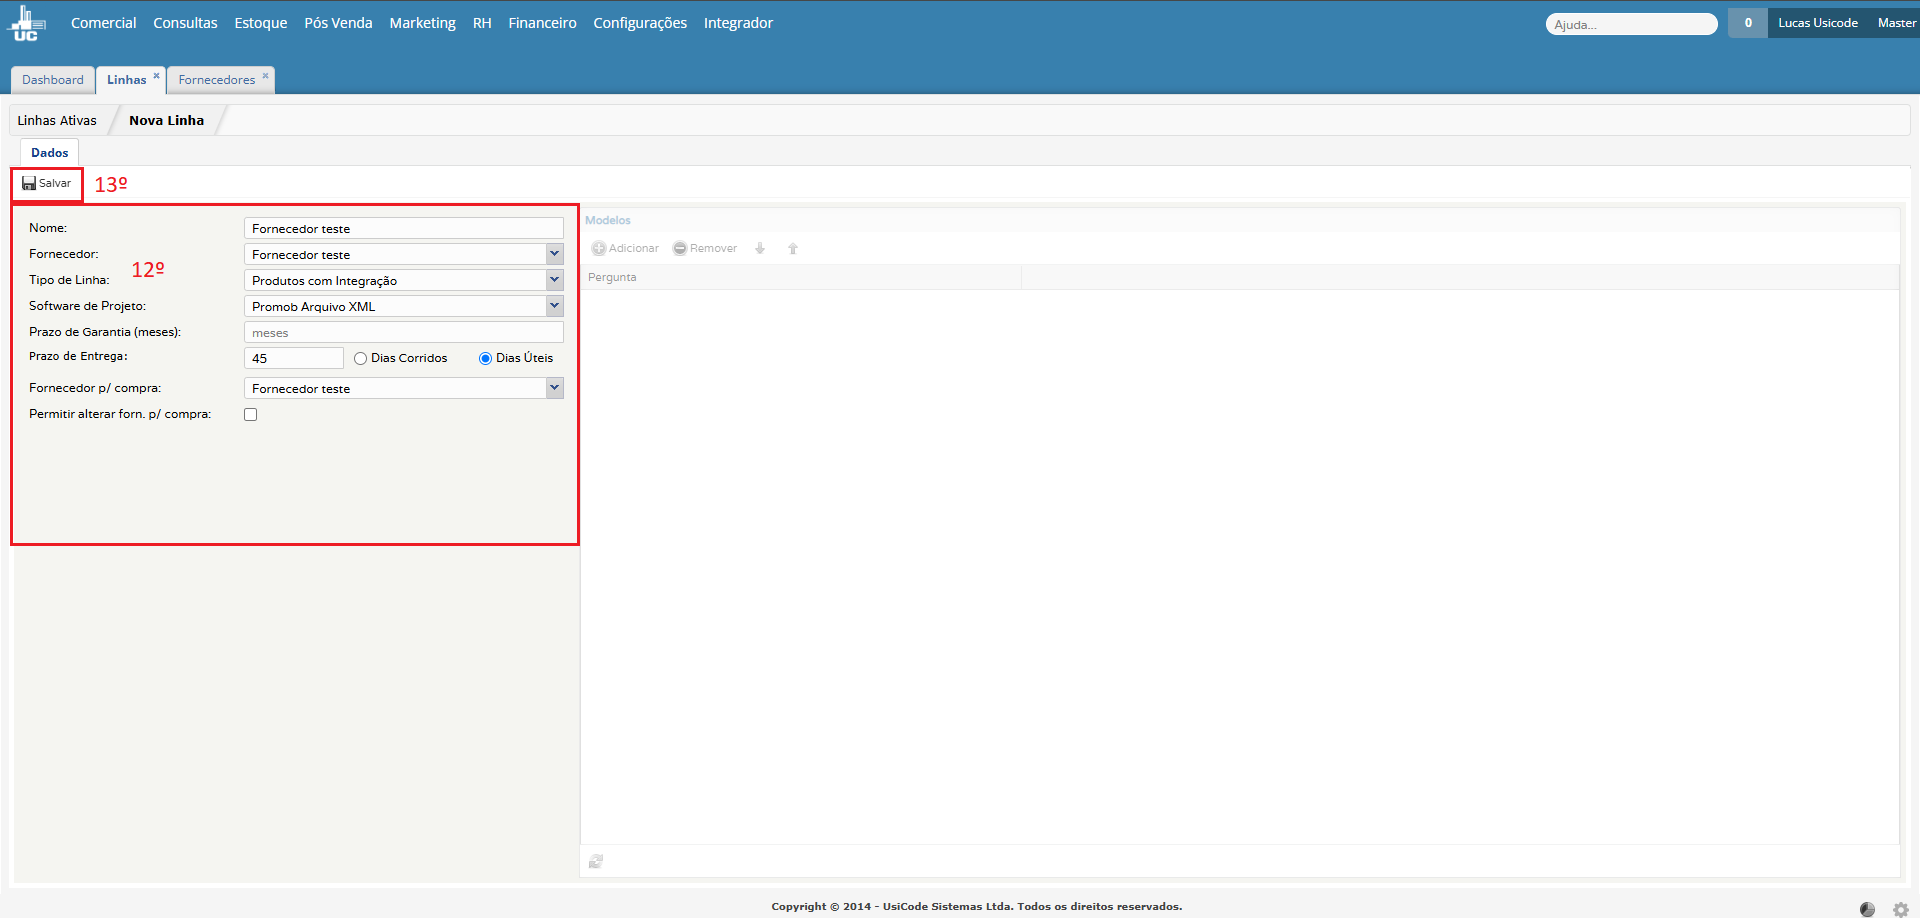 UC
Comercial Consultas Estoque Pós Venda Marketing RH Financeiro Configurações Integrador
Ajuda...
0
Lucas Usicode
Master
Dashboard
Linhas
Fornecedores
Linhas Ativas
Nova Linha
Dados
Salvar
13º
12º
Nome: Fornecedor teste
Fornecedor: Fornecedor teste
Tipo de Linha: Produtos com Integração
Software de Projeto: Promob Arquivo XML
Prazo de Garantia (meses): meses
Prazo de Entrega: 45 Dias Corridos Dias Úteis
Fornecedor p/ compra: Fornecedor teste
Permitir alterar forn. p/ compra:
Modelos
Adicionar Remover
Pergunta
Copyright © 2014 - UsiCode Sistemas Ltda. Todos os direitos reservados.